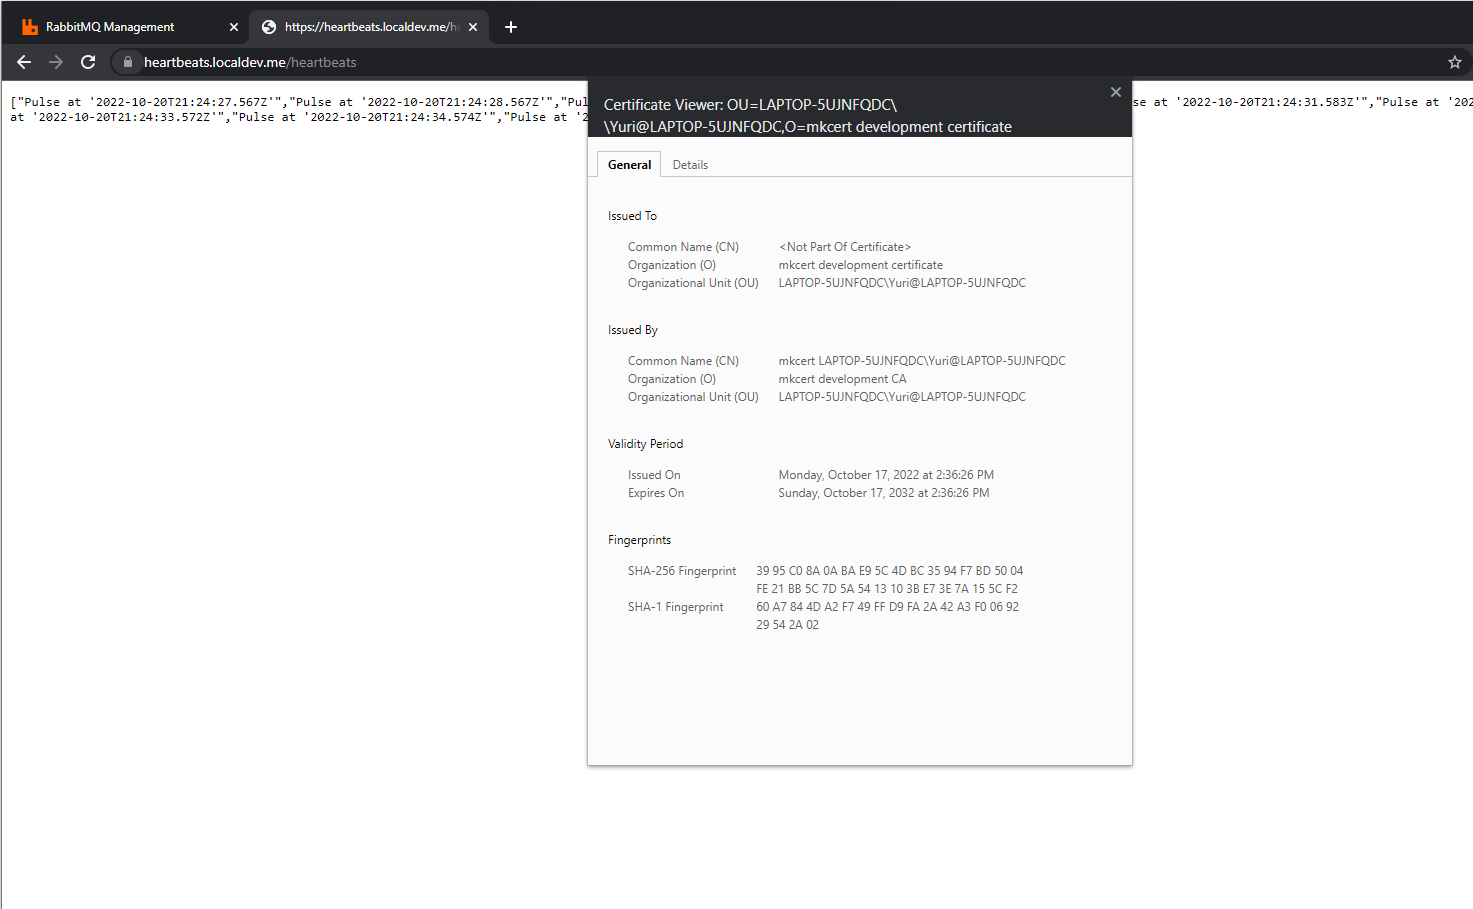 RabbitMQ Management
https://heartbeats.localdev.me/he
heartbeats.localdev.me/heartbeats
["Pulse at '2022-10-20T21:24:27.567Z'","Pulse at '2022-10-20T21:24:28.567Z'","Pul
se at '2022-10-20T21:24:31.583Z'","Pulse at '202
at '2022-10-20T21:24:33.572Z'","Pulse at '2022-10-20T21:24:34.574Z'","Pulse at '2
Certificate Viewer: OU=LAPTOP-5UJNFQDC\
\Yuri@LAPTOP-5UJNFQDC,O=mkcert development certificate
General Details
Issued To
Common Name (CN) <Not Part Of Certificate>
Organization (O) mkcert development certificate
Organizational Unit (OU) LAPTOP-5UJNFQDC\Yuri@LAPTOP-5UJNFQDC
Issued By
Common Name (CN) mkcert LAPTOP-5UJNFQDC\Yuri@LAPTOP-5UJNFQDC
Organization (O) mkcert development CA
Organizational Unit (OU) LAPTOP-5UJNFQDC\Yuri@LAPTOP-5UJNFQDC
Validity Period
Issued On Monday, October 17, 2022 at 2:36:26 PM
Expires On Sunday, October 17, 2032 at 2:36:26 PM
Fingerprints
SHA-256 Fingerprint 39 95 C0 8A 0A BA E9 5C 4D BC 35 94 F7 BD 50 04
FE 21 BB 5C 7D 5A 54 13 10 3B E7 3E 7A 15 5C F2
SHA-1 Fingerprint 60 A7 84 4D A2 F7 49 FF D9 FA 2A 42 A3 F0 06 92
29 54 2A 02